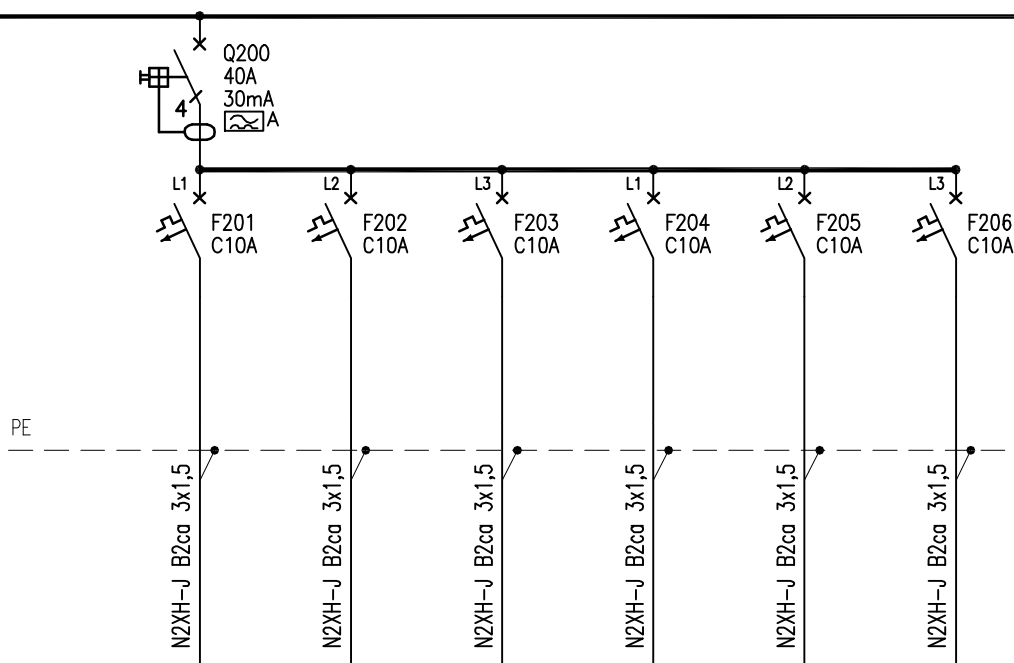 Q200
40A
30mA
A
4
L1
L2
L3
L1
L2
L3
F201
C10A
F202
C10A
F203
C10A
F204
C10A
F205
C10A
F206
C10A
PE
N2XH-J B2ca 3x1,5
N2XH-J B2ca 3x1,5
N2XH-J B2ca 3x1,5
N2XH-J B2ca 3x1,5
N2XH-J B2ca 3x1,5
N2XH-J B2ca 3x1,5